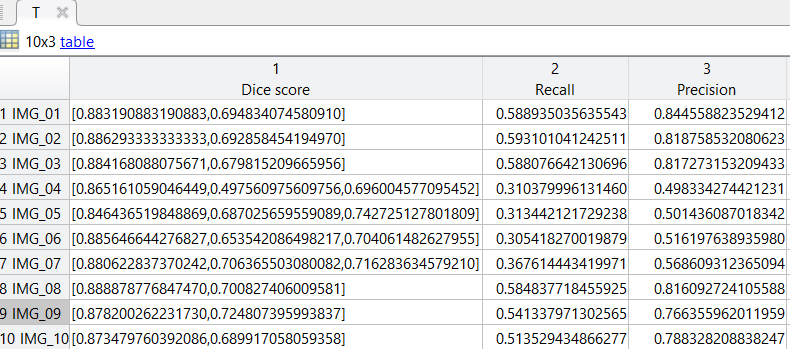 T
10x3 table
1 2 3
Dice score Recall Precision
1 IMG_01 [0.883190883190883,0.694834074580910] 0.588935035635543 0.844558823529412
2 IMG_02 [0.886293333333333,0.692858454194970] 0.593101041242511 0.818758532080623
3 IMG_03 [0.884168088075671,0.679815209665956] 0.588076642130696 0.817273153209433
4 IMG_04 [0.865161059046449,0.497560975609756,0.696004577095452] 0.310379996131460 0.498334274421231
5 IMG_05 [0.846436519848869,0.687025659559089,0.742725127801809] 0.313442121729238 0.501436087018342
6 IMG_06 [0.885646644276827,0.653542086498217,0.704061482627955] 0.305418270019879 0.516197638935980
7 IMG_07 [0.880622837370242,0.706365503080082,0.716283634579210] 0.367614443419971 0.568609312365094
8 IMG_08 [0.888878776847470,0.700827406009581] 0.584837718455925 0.816092724105588
9 IMG_09 [0.878200262231730,0.724807395993837] 0.541337971302565 0.766355962011959
10 IMG_10 [0.873479760392086,0.689917058059358] 0.513529434866277 0.788328208838247